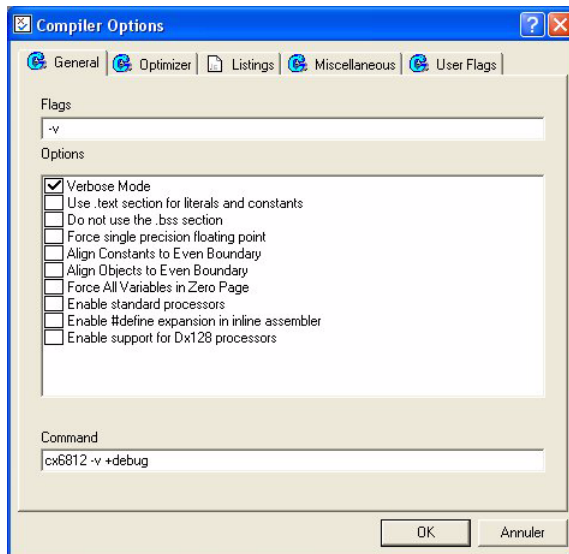 Compiler Options
General Optimizer Listings Miscellaneous User Flags
Flags
-v
Options
Verbose Mode
Use .text section for literals and constants
Do not use the .bss section
Force single precision floating point
Align Constants to Even Boundary
Align Objects to Even Boundary
Force All Variables in Zero Page
Enable standard processors
Enable #define expansion in inline assembler
Enable support for Dx128 processors
Command
cx6812 -v +debug
OK Annuler